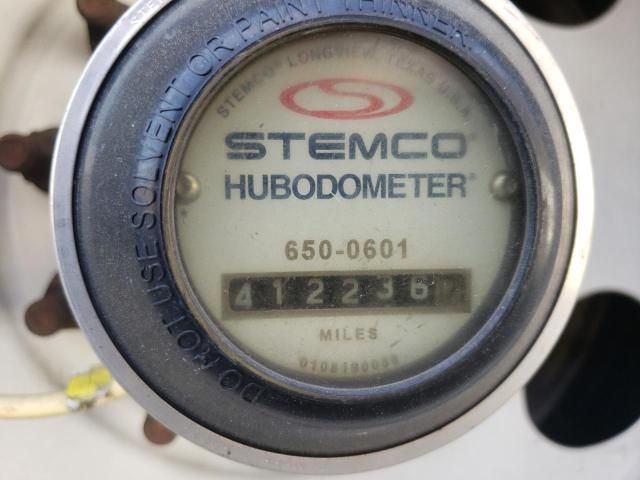 DO NOT USE SOLVENT OR PAINT THINNER.
STEMCO® LONGVIEW, TEXAS U.S.A.
STEMCO®
HUBODOMETER®
650-0601
412236
MILES